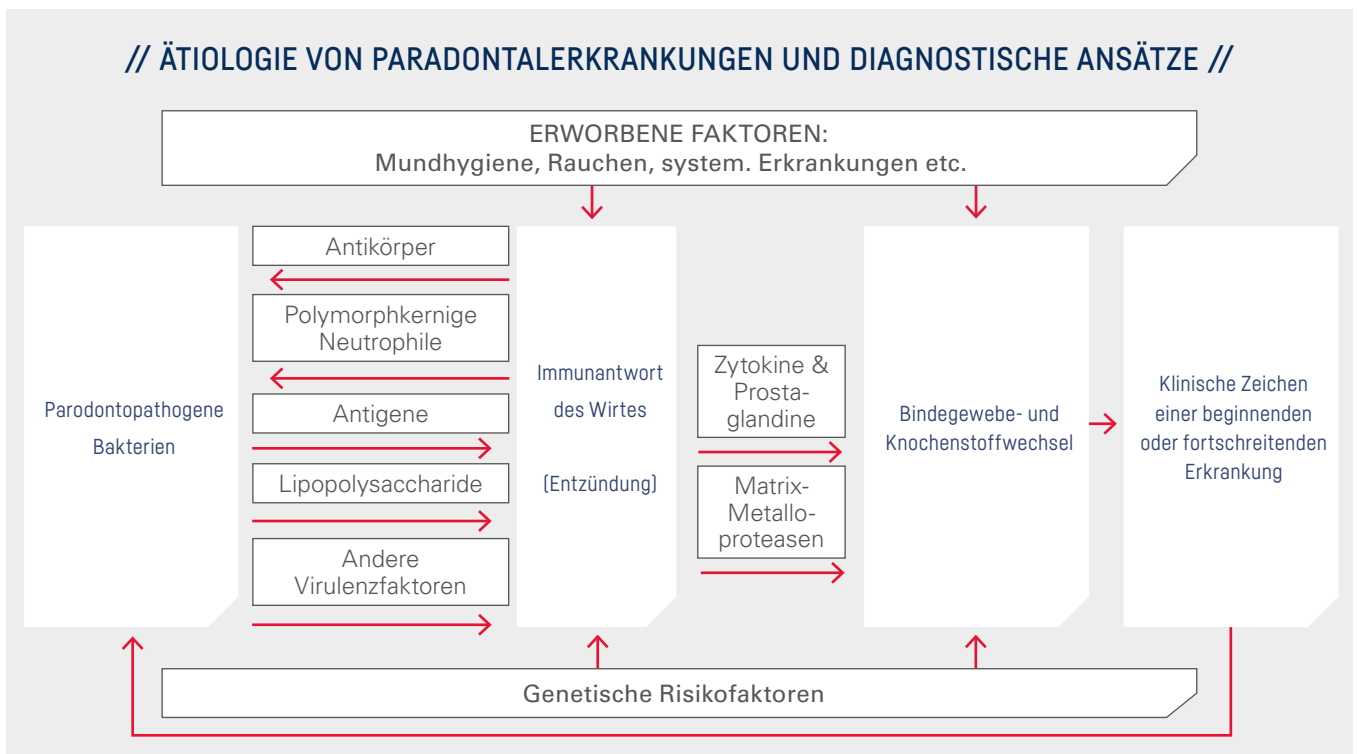 // ÄTIOLOGIE VON PARADONTALERKRANKUNGEN UND DIAGNOSTISCHE ANSÄTZE //
ERWORBENE FAKTOREN:
Mundhygiene, Rauchen, system. Erkrankungen etc.
Parodontopathogene
Bakterien
Antikörper
Polymorphkernige
Neutrophile
Antigene
Lipopolysaccharide
Andere
Virulenzfaktoren
Immunantwort
des Wirtes
(Entzündung)
Zytokine &
Prosta-
glandine
Matrix-
Metallo-
proteasen
Bindegewebe- und
Knochenstoffwechsel
Klinische Zeichen
einer beginnenden
oder fortschreitenden
Erkrankung
Genetische Risikofaktoren